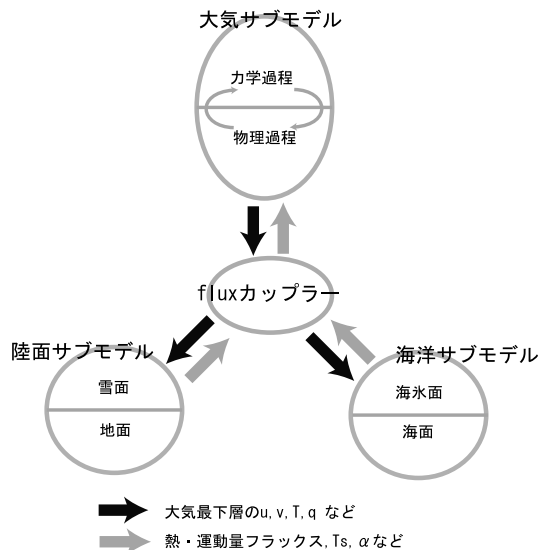 大気サブモデル
力学過程
物理過程
fluxカップラー
陸面サブモデル
雪面
地面
海洋サブモデル
海氷面
海面
大気最下層のu,v,T,q など
熱・運動量フラックス,Ts,αなど